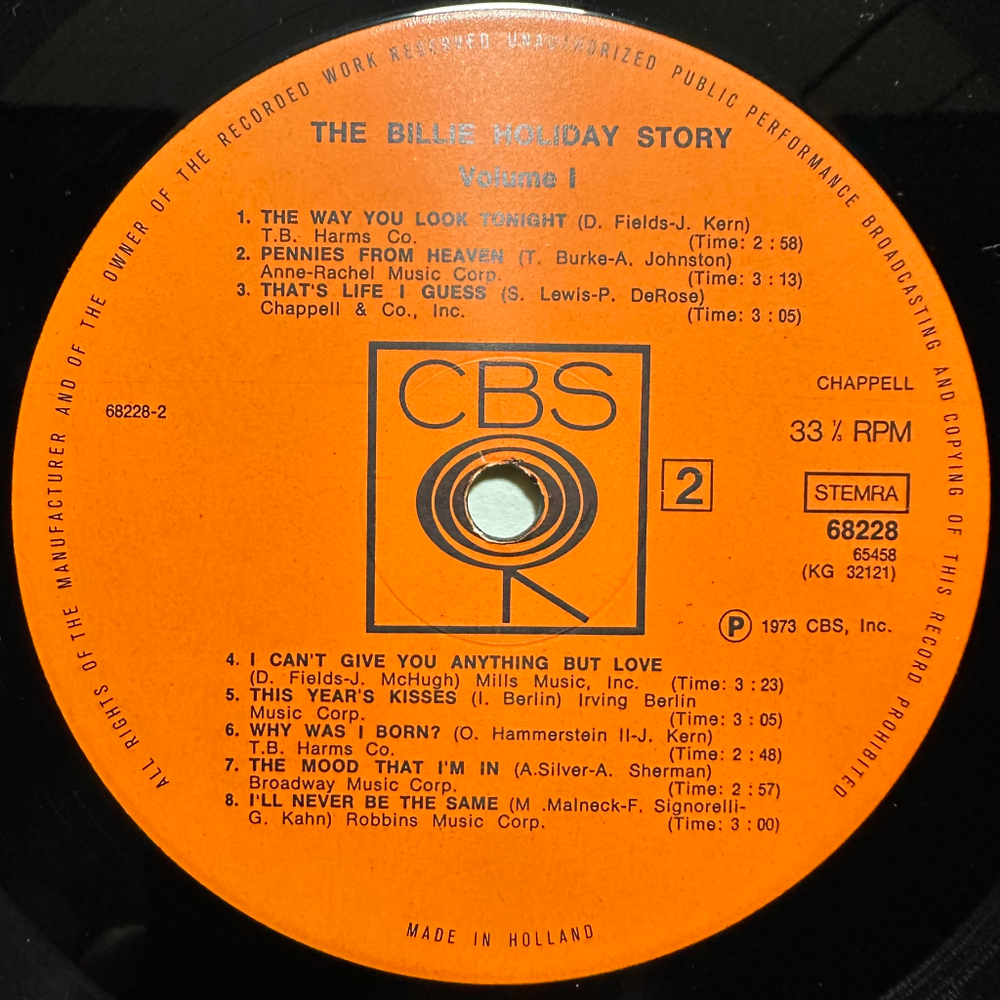 ALL RIGHTS OF THE MANUFACTURER AND OF THE OWNER OF THE RECORDED WORK RESERVED UNAUTHORIZED PUBLIC PERFORMANCE BROADCASTING AND COPYING OF THIS RECORD PROHIBITED
THE BILLIE HOLIDAY STORY
Volume I
1. THE WAY YOU LOOK TONIGHT (D. Fields-J. Kern)
T.B. Harms Co. (Time: 2 : 58)
2. PENNIES FROM HEAVEN (T. Burke-A. Johnston)
Anne-Rachel Music Corp. (Time: 3 : 13)
3. THAT'S LIFE I GUESS (S. Lewis-P. DeRose)
Chappell & Co., Inc. (Time: 3 : 05)
CBS
68228-2
CHAPPELL
33 ⅓ RPM
2
STEMRA
68228
65458
(KG 32121)
Ⓟ 1973 CBS, Inc.
4. I CAN'T GIVE YOU ANYTHING BUT LOVE
(D. Fields-J. McHugh) Mills Music, Inc. (Time: 3 : 23)
5. THIS YEAR'S KISSES (I. Berlin) Irving Berlin
Music Corp. (Time: 3 : 05)
6. WHY WAS I BORN? (O. Hammerstein II-J. Kern)
T.B. Harms Co. (Time: 2 : 48)
7. THE MOOD THAT I'M IN (A.Silver-A. Sherman)
Broadway Music Corp. (Time: 2 : 57)
8. I'LL NEVER BE THE SAME (M .Malneck-F. Signorelli-
G. Kahn) Robbins Music Corp. (Time: 3 : 00)
MADE IN HOLLAND